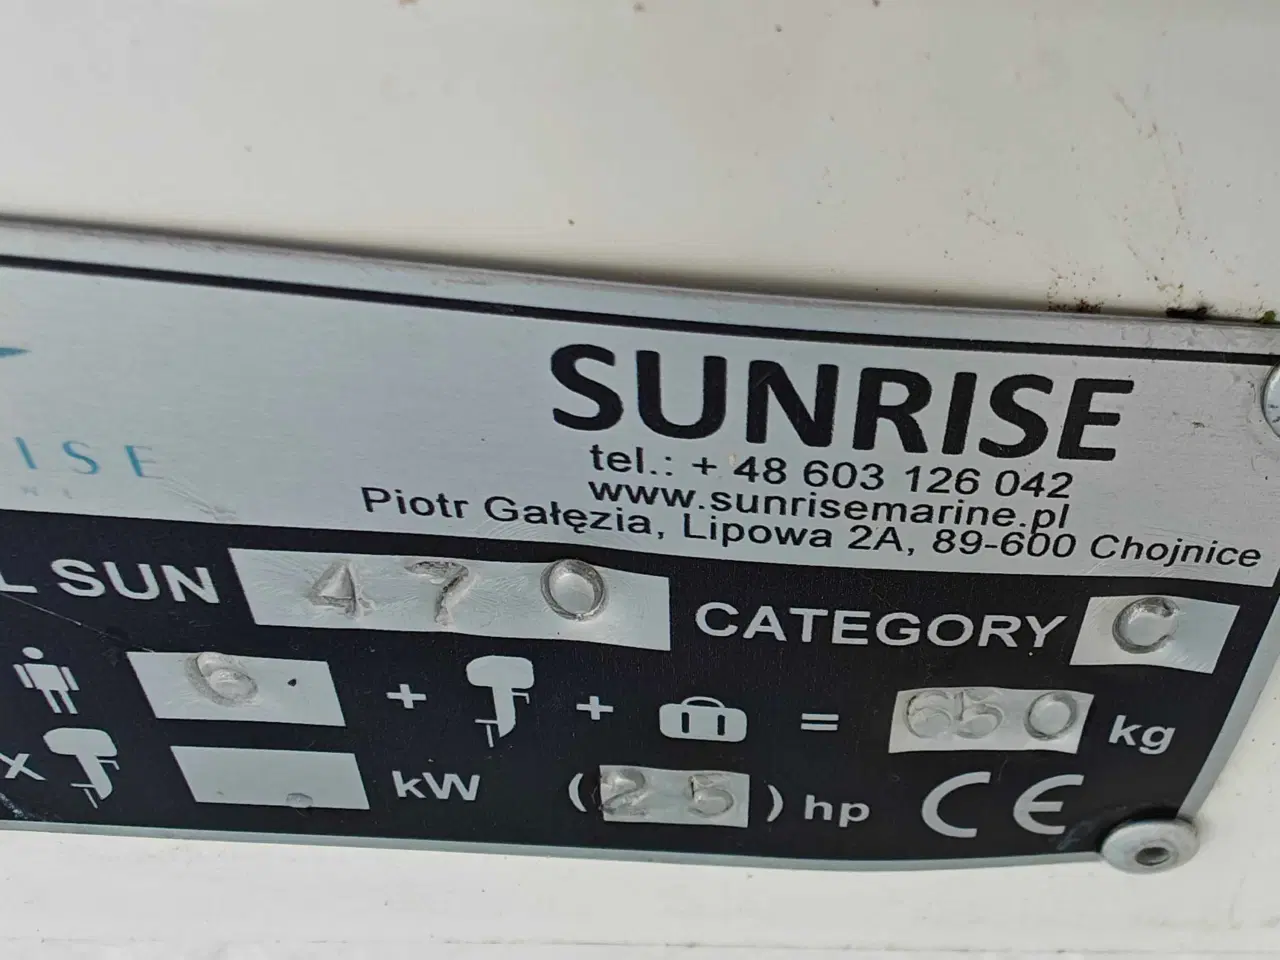 SUNRISE
tel.: + 48 603 126 042
www.sunrisemarine.pl
Piotr Gałęzia, Lipowa 2A, 89-600 Chojnice
ISE
L SUN 470 CATEGORY C
6 + + = 650 kg
x kW (25) hp CE